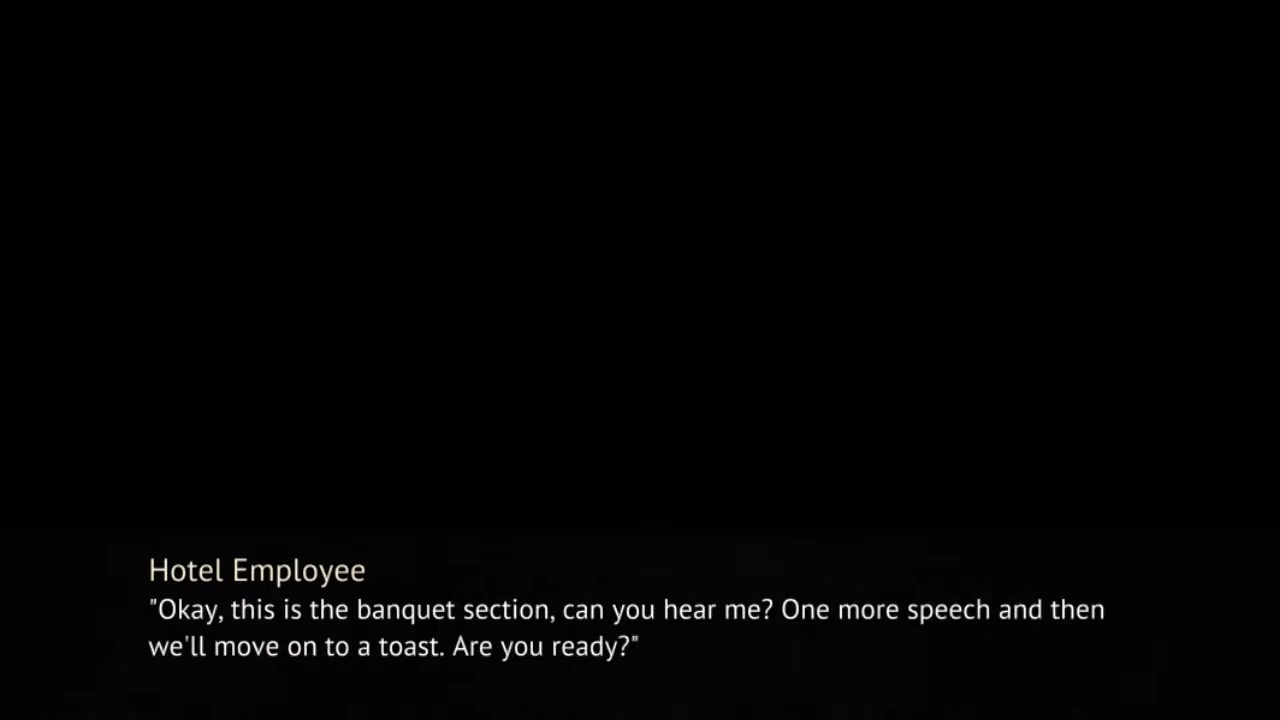 Hotel Employee
"Okay, this is the banquet section, can you hear me? One more speech and then
we'll move on to a toast. Are you ready?"